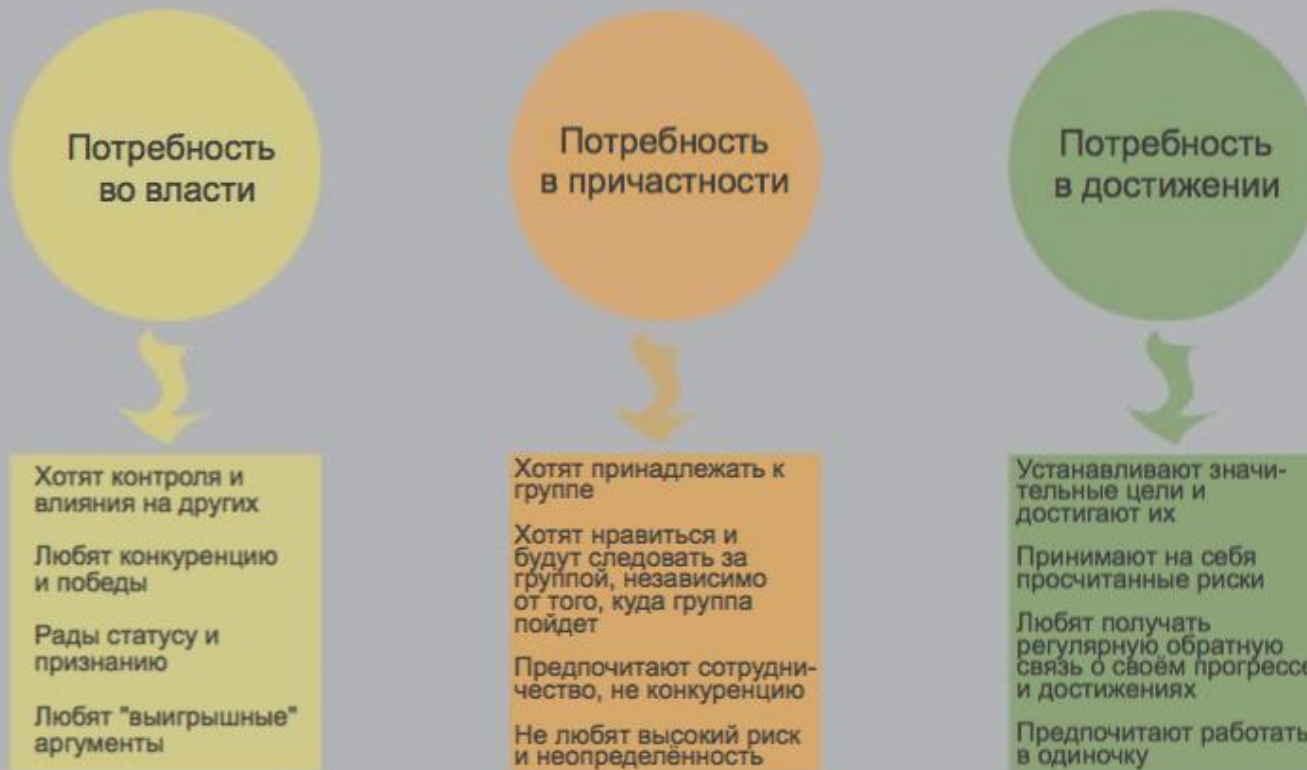 Потребность
во власти
Хотят контроля и
влияния на других
Любят конкуренцию
и победы
Рады статусу и
признанию
Любят "выигрышные"
аргументы
Потребность
в причастности
Хотят принадлежать к
группе
Хотят нравиться и
будут следовать за
группой, независимо
от того, куда группа
пойдет
Предпочитают сотрудни-
чество, не конкуренцию
Не любят высокий риск
и неопределённость
Потребность
в достижении
Устанавливают значи-
тельные цели и
достигают их
Принимают на себя
просчитанные риски
Любят получать
регулярную обратную
связь о своём прогрессе
и достижениях
Предпочитают работать
в одиночку